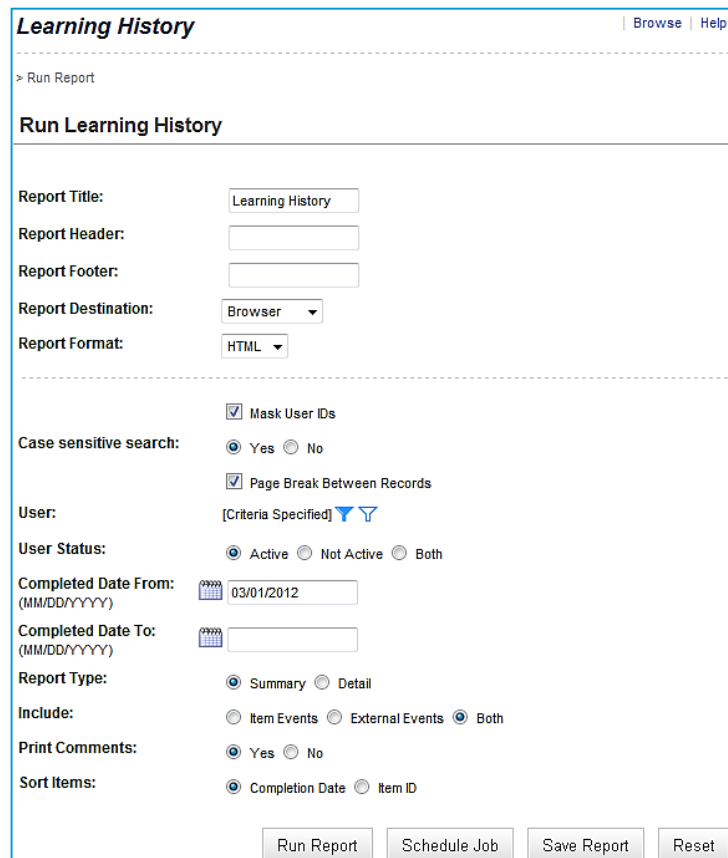 Learning History | Browse | Help
> Run Report
Run Learning History
Report Title: Learning History
Report Header:
Report Footer:
Report Destination: Browser
Report Format: HTML
Mask User IDs
Case sensitive search: Yes No
Page Break Between Records
User: [Criteria Specified]
User Status: Active Not Active Both
Completed Date From: 03/01/2012
(MM/DD/YYYY)
Completed Date To:
(MM/DD/YYYY)
Report Type: Summary Detail
Include: Item Events External Events Both
Print Comments: Yes No
Sort Items: Completion Date Item ID
Run Report Schedule Job Save Report Reset